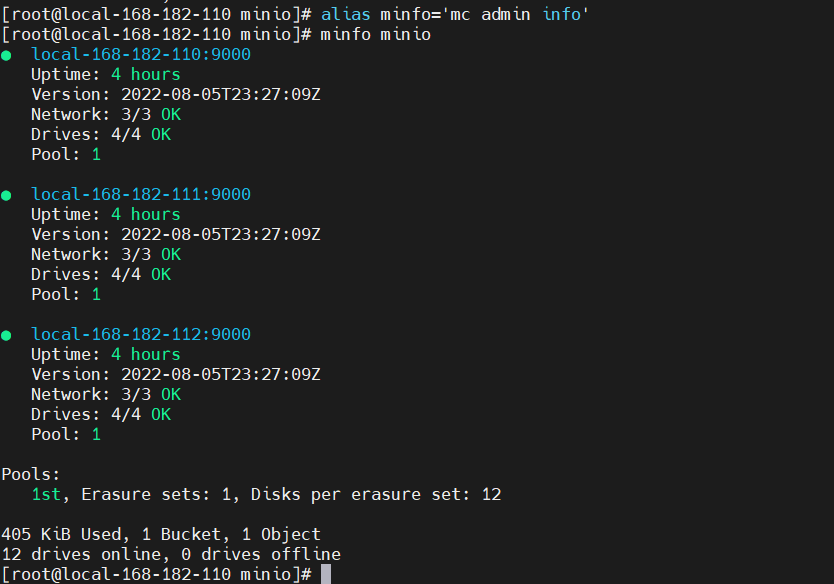 [root@local-168-182-110 minio]# alias minfo='mc admin info'
[root@local-168-182-110 minio]# minfo minio
● local-168-182-110:9000
Uptime: 4 hours
Version: 2022-08-05T23:27:09Z
Network: 3/3 OK
Drives: 4/4 OK
Pool: 1
● local-168-182-111:9000
Uptime: 4 hours
Version: 2022-08-05T23:27:09Z
Network: 3/3 OK
Drives: 4/4 OK
Pool: 1
● local-168-182-112:9000
Uptime: 4 hours
Version: 2022-08-05T23:27:09Z
Network: 3/3 OK
Drives: 4/4 OK
Pool: 1
Pools:
1st, Erasure sets: 1, Disks per erasure set: 12
405 KiB Used, 1 Bucket, 1 Object
12 drives online, 0 drives offline
[root@local-168-182-110 minio]#